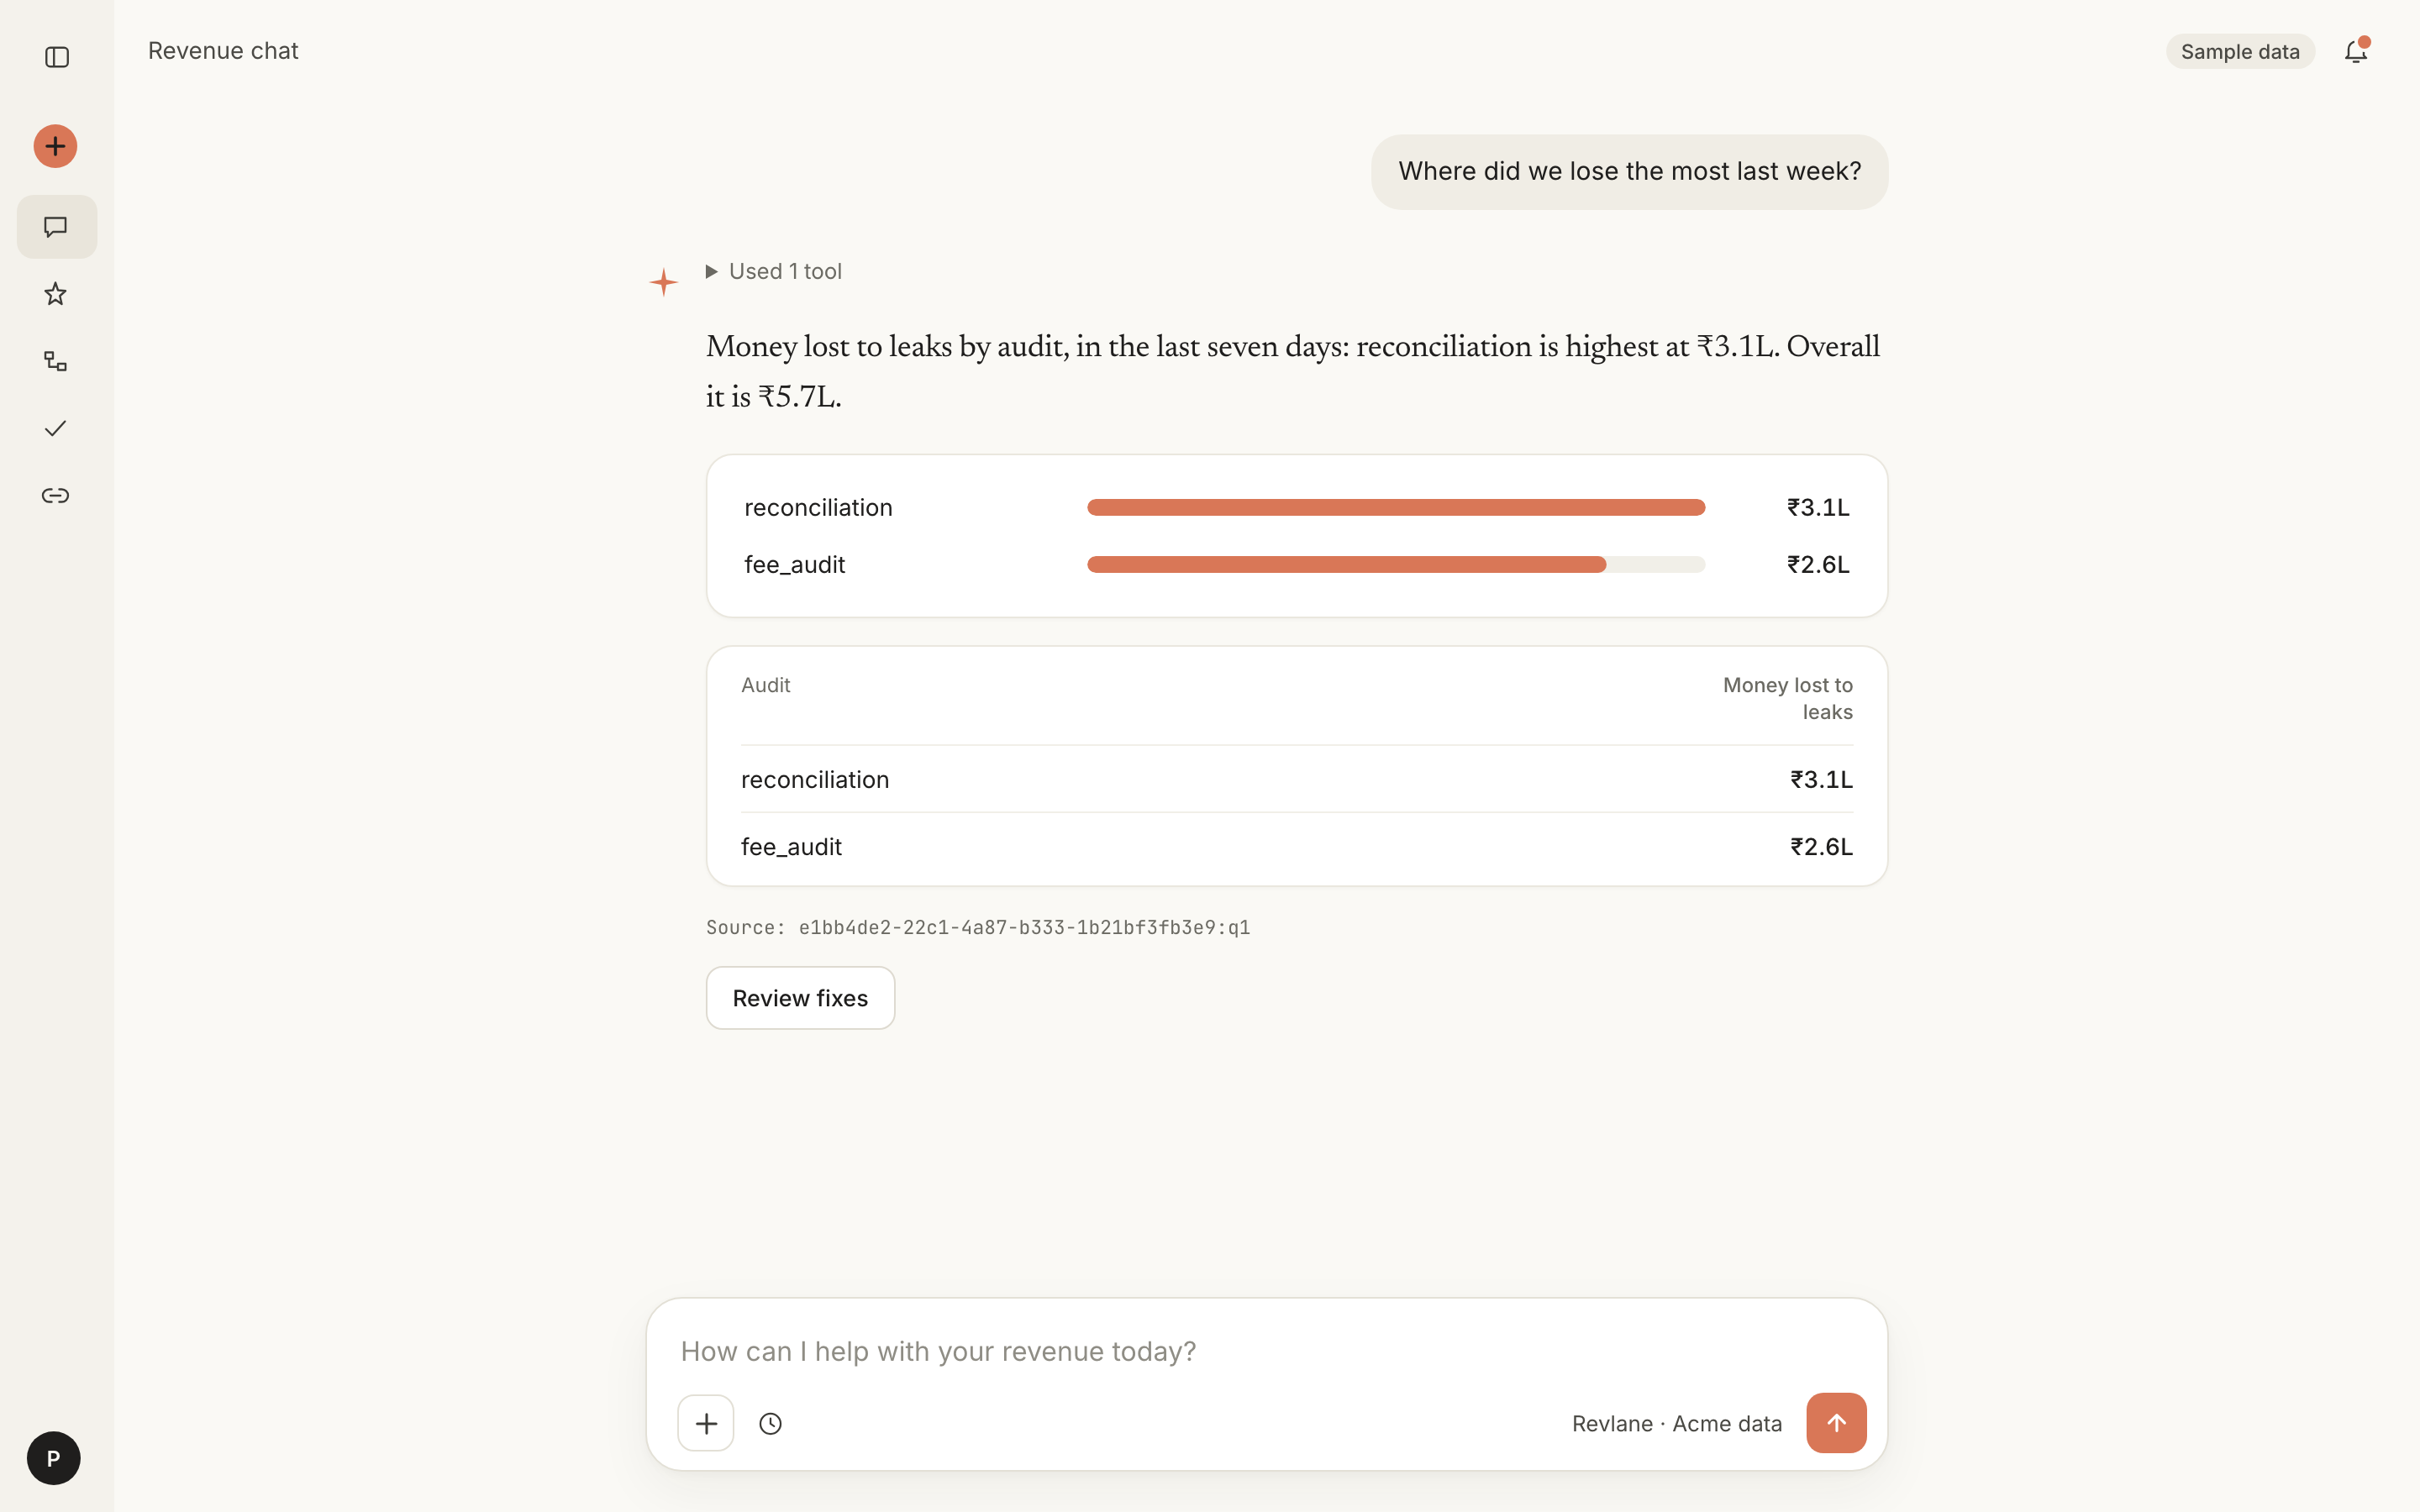 Revenue chat
Sample data
Where did we lose the most last week?
Used 1 tool
Money lost to leaks by audit, in the last seven days: reconciliation is highest at ₹3.1L. Overall
it is ₹5.7L.
reconciliation ₹3.1L
fee_audit ₹2.6L
Audit Money lost to
leaks
reconciliation ₹3.1L
fee_audit ₹2.6L
Source: e1bb4de2-22c1-4a87-b333-1b21bf3fb3e9:q1
Review fixes
How can I help with your revenue today?
Revlane · Acme data
P